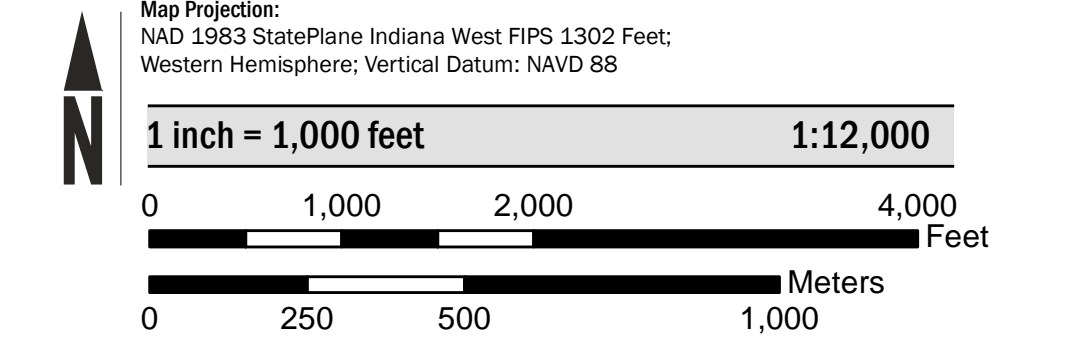 Map Projection:
NAD 1983 StatePlane Indiana West FIPS 1302 Feet;
Western Hemisphere; Vertical Datum: NAVD 88
N
1 inch = 1,000 feet 1:12,000
0 1,000 2,000 4,000
Feet
Meters
0 250 500 1,000